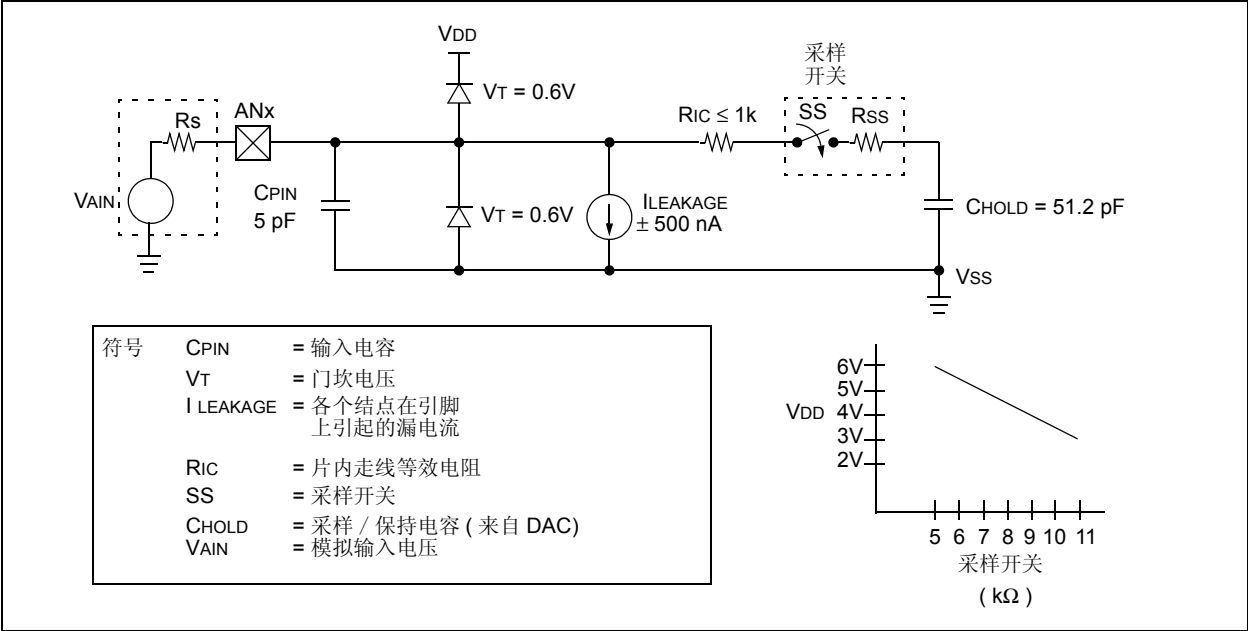 VDD
采样
开关
VT = 0.6V
Rs
ANx
RIC ≤ 1k
SS
RSS
VAIN
CPIN
5 pF
VT = 0.6V
ILEAKAGE
± 500 nA
CHOLD = 51.2 pF
VSS
符号
CPIN = 输入电容
VT = 门坎电压
I LEAKAGE = 各个结点在引脚
上引起的漏电流
RIC = 片内走线等效电阻
SS = 采样开关
CHOLD = 采样 / 保持电容 ( 来自 DAC)
VAIN = 模拟输入电压
6V
5V
VDD 4V
3V
2V
5 6 7 8 9 10 11
采样开关
( kΩ )